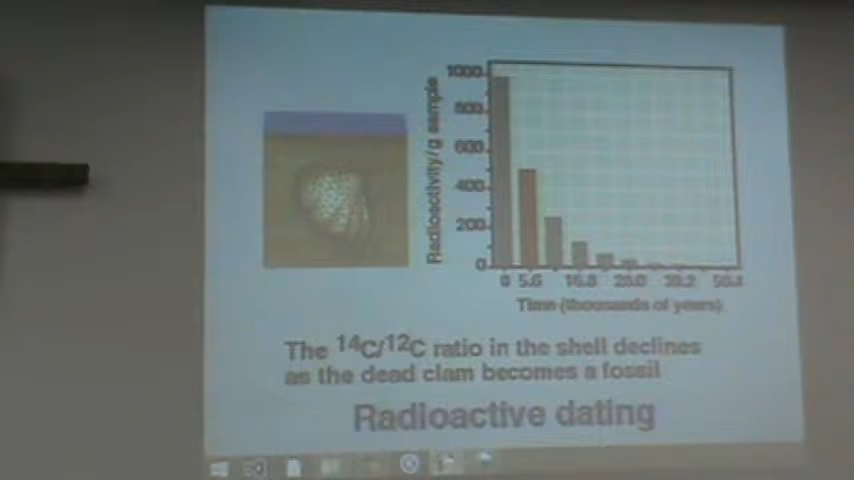 1000
800
600
400
200
0
Radioactivity/g sample
0 5.6 16.8 28.0 39.2 50.4
Time (thousands of years)
The 14C/12C ratio in the shell declines
as the dead clam becomes a fossil
Radioactive dating